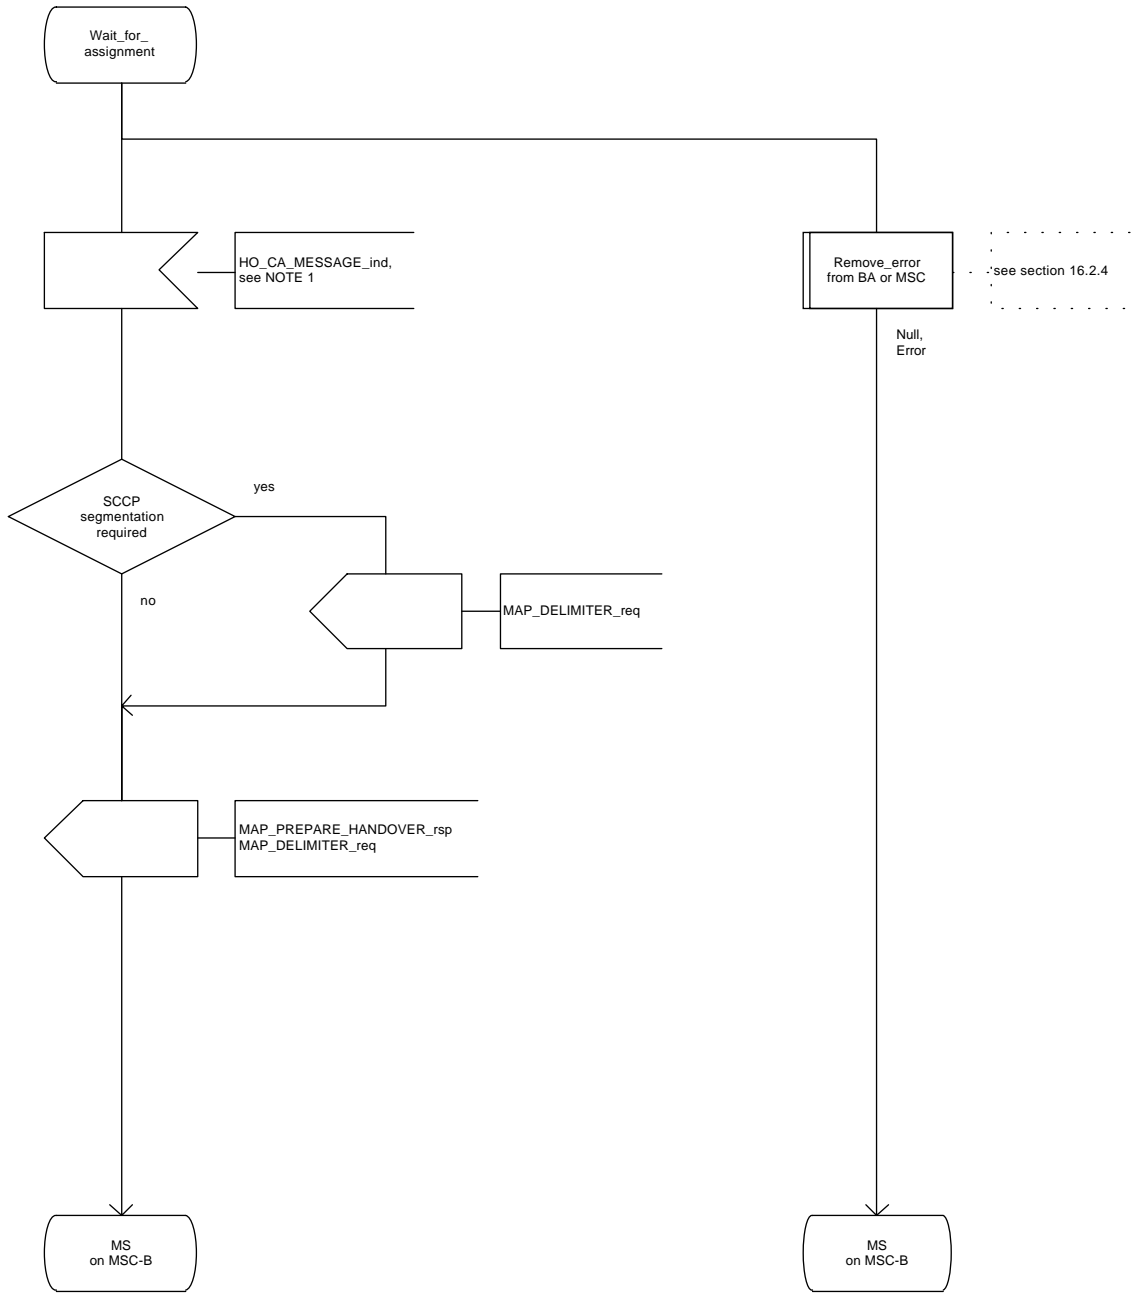 Wait_for_
assignment
HO_CA_MESSAGE_ind,
see NOTE 1
Remove_error
from BA or MSC
see section 16.2.4
Null,
Error
SCCP
segmentation
required
yes
no
MAP_DELIMITER_req
MAP_PREPARE_HANDOVER_rsp
MAP_DELIMITER_req
MS
on MSC-B
MS
on MSC-B